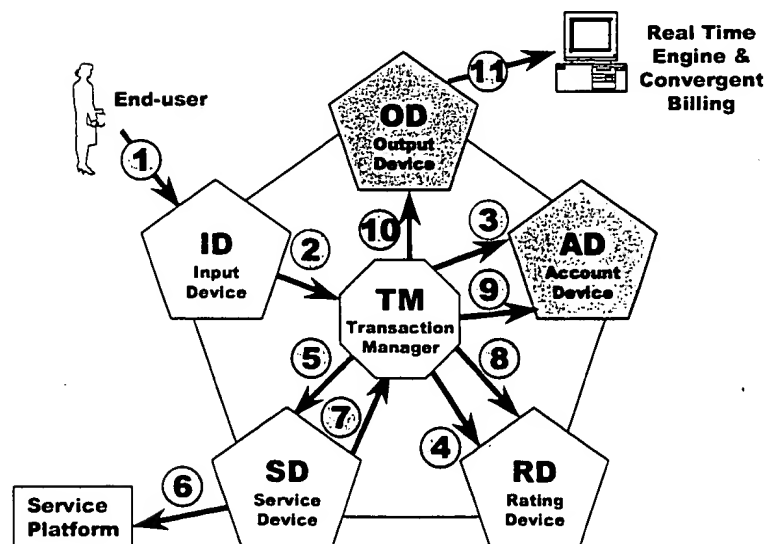 Real Time
Engine &
Convergent
Billing
11
End-user
OD
Output
Device
1
ID
Input
Device
2
10
3
AD
Account
Device
9
TM
Transaction
Manager
5
8
7
4
SD
Service
Device
RD
Rating
Device
6
Service
Platform